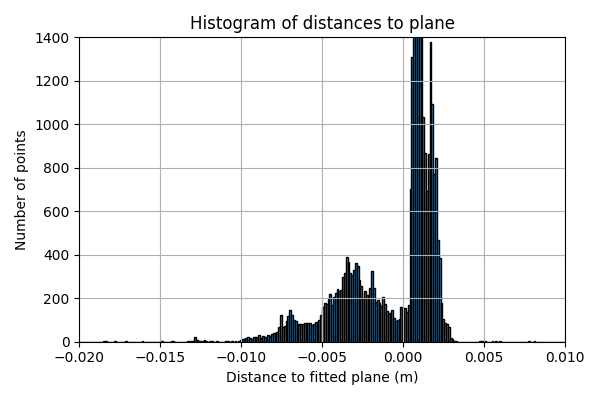 Histogram of distances to plane
1400
1200
1000
800
600
400
200
0
Number of points
−0.020 −0.015 −0.010 −0.005 0.000 0.005 0.010
Distance to fitted plane (m)